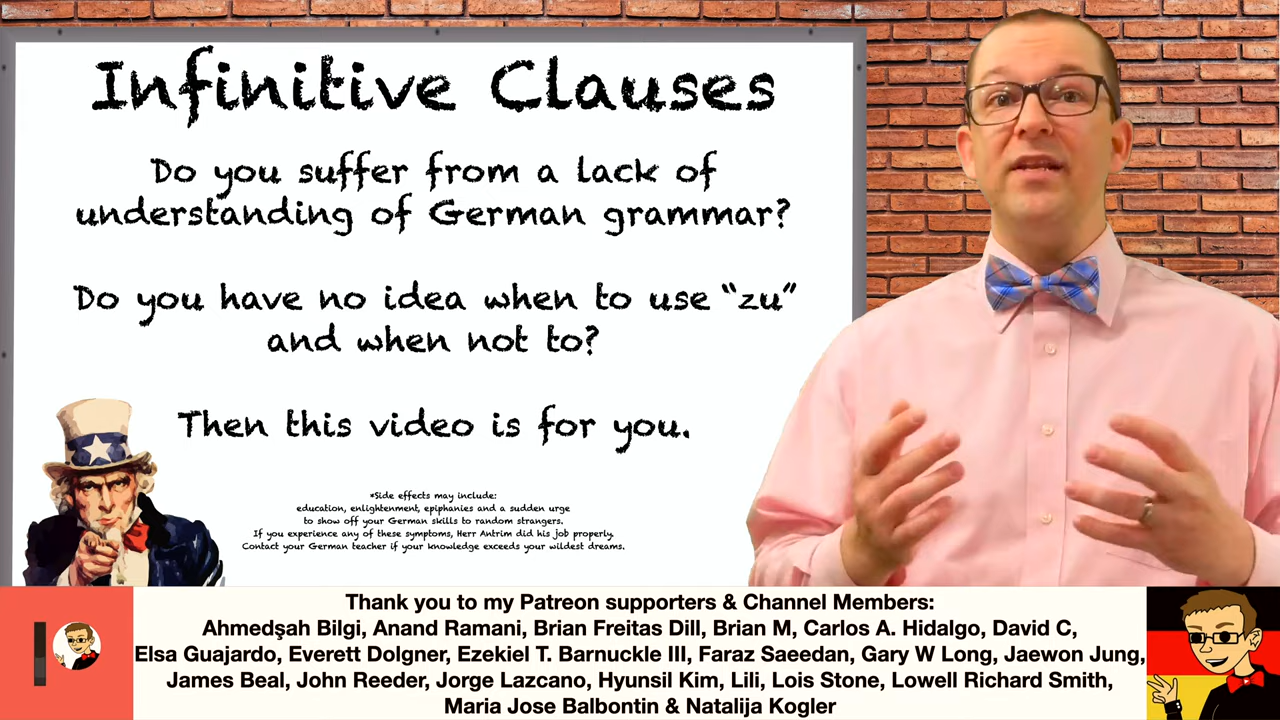 Infinitive Clauses
Do you suffer from a lack of
understanding of German grammar?
Do you have no idea when to use “zu”
and when not to?
Then this video is for you.
*Side effects may include:
education, enlightenment, epiphanies and a sudden urge
to show off your German skills to random strangers.
If you experience any of these symptoms, Herr Antrim did his job properly.
Contact your German teacher if your knowledge exceeds your wildest dreams.
Thank you to my Patreon supporters & Channel Members:
Ahmedşah Bilgi, Anand Ramani, Brian Freitas Dill, Brian M, Carlos A. Hidalgo, David C,
Elsa Guajardo, Everett Dolgner, Ezekiel T. Barnuckle III, Faraz Saeedan, Gary W Long, Jaewon Jung,
James Beal, John Reeder, Jorge Lazcano, Hyunsil Kim, Lili, Lois Stone, Lowell Richard Smith,
Maria Jose Balbontin & Natalija Kogler